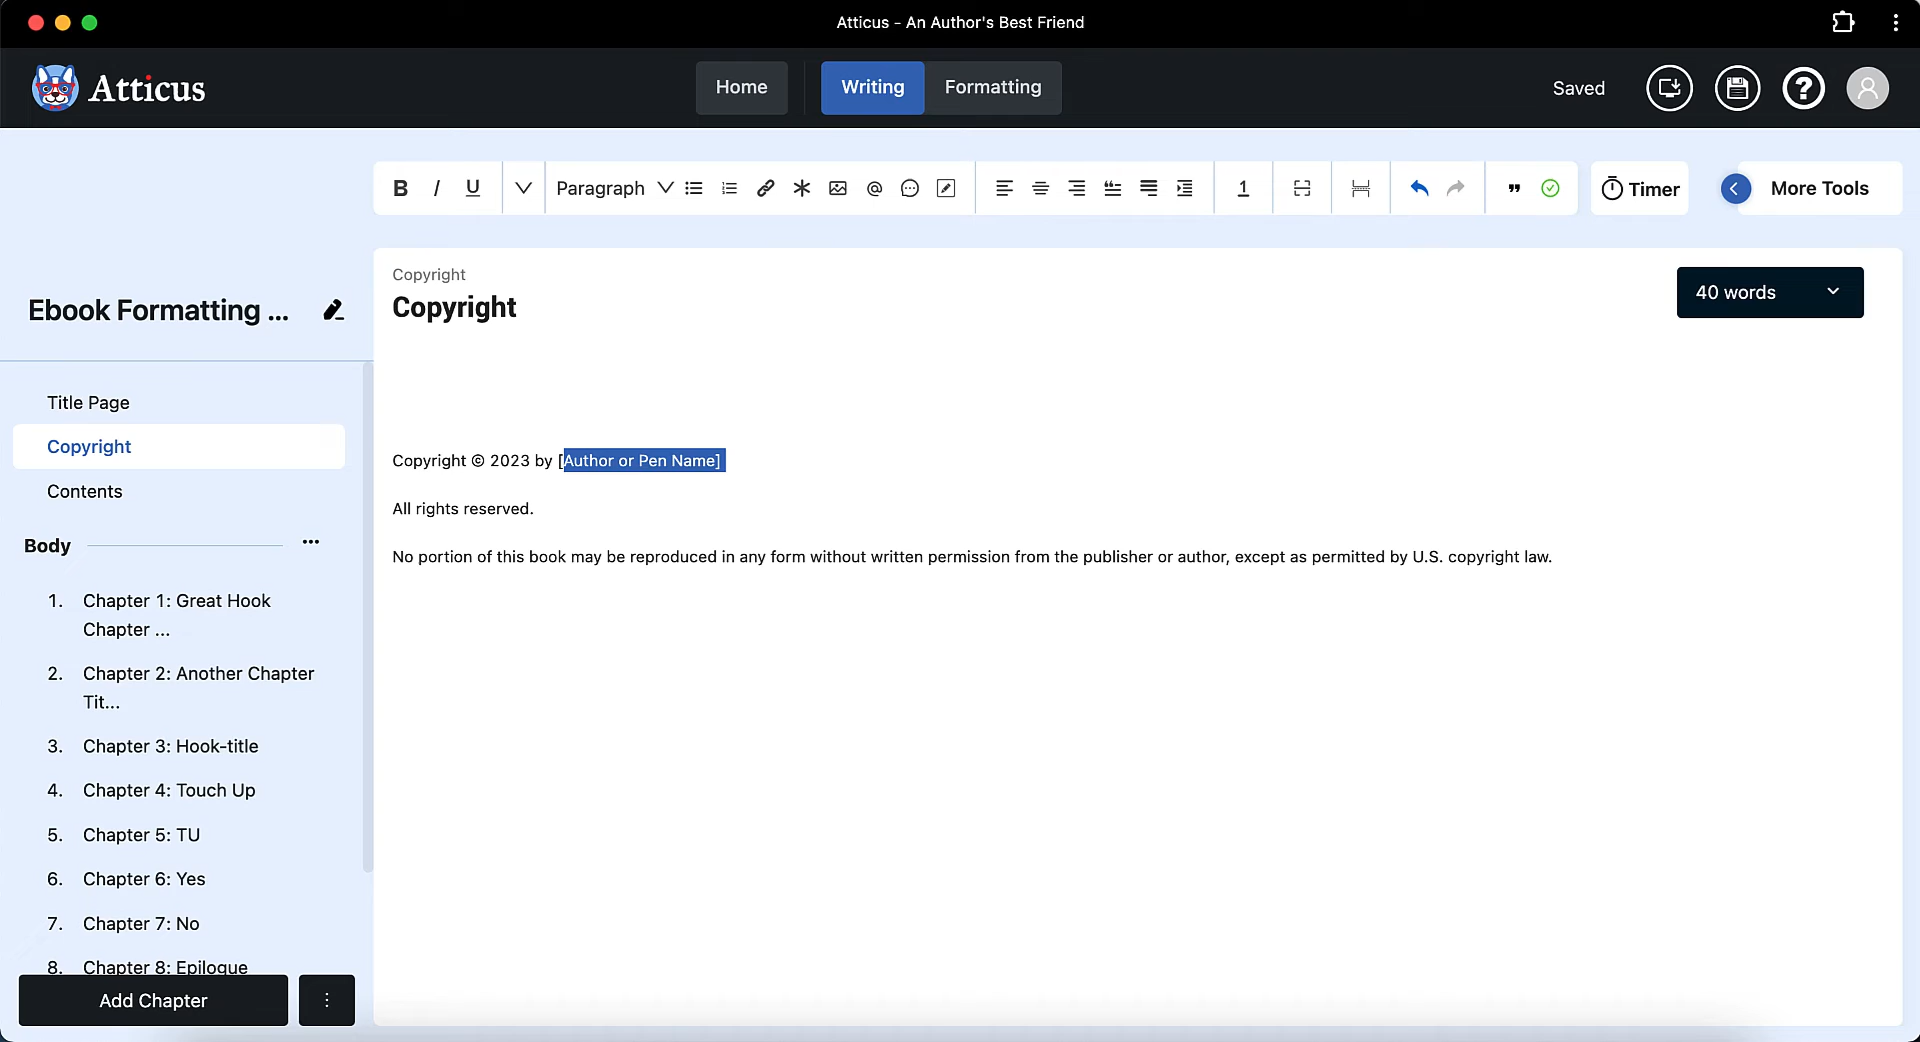 Atticus - An Author's Best Friend
Atticus
Home
Writing
Formatting
Saved
B I U
Paragraph
1
Timer
More Tools
Ebook Formatting ...
Title Page
Copyright
Contents
Body
1. Chapter 1: Great Hook
Chapter ...
2. Chapter 2: Another Chapter
Tit...
3. Chapter 3: Hook-title
4. Chapter 4: Touch Up
5. Chapter 5: TU
6. Chapter 6: Yes
7. Chapter 7: No
8. Chapter 8: Epilogue
Add Chapter
Copyright
Copyright
40 words
Copyright © 2023 by [Author or Pen Name]
All rights reserved.
No portion of this book may be reproduced in any form without written permission from the publisher or author, except as permitted by U.S. copyright law.